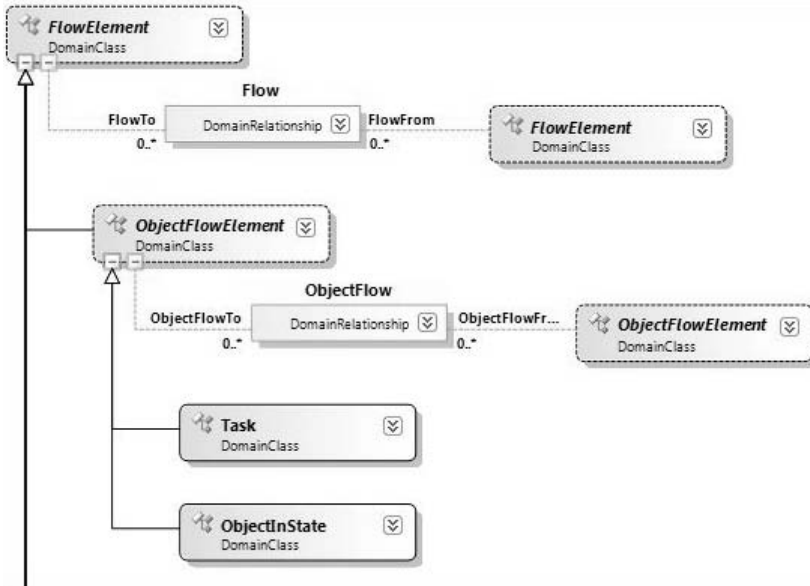 FlowElement
DomainClass
Flow
FlowTo
DomainRelationship
FlowFrom
0..*
0..*
FlowElement
DomainClass
ObjectFlowElement
DomainClass
ObjectFlow
ObjectFlowTo
DomainRelationship
ObjectFlowFr...
0..*
0..*
ObjectFlowElement
DomainClass
Task
DomainClass
ObjectInState
DomainClass